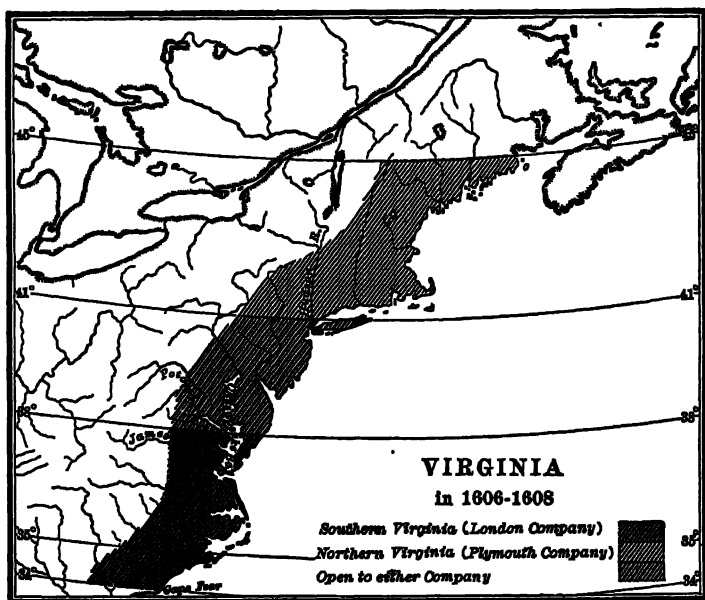 45°
45°
41°
41°
Pot.
38°
38°
James
R.
VIRGINIA
in 1606-1608
Southern Virginia (London Company)
Northern Virginia (Plymouth Company)
Open to either Company
35°
35°
34°
34°
Cape Fear